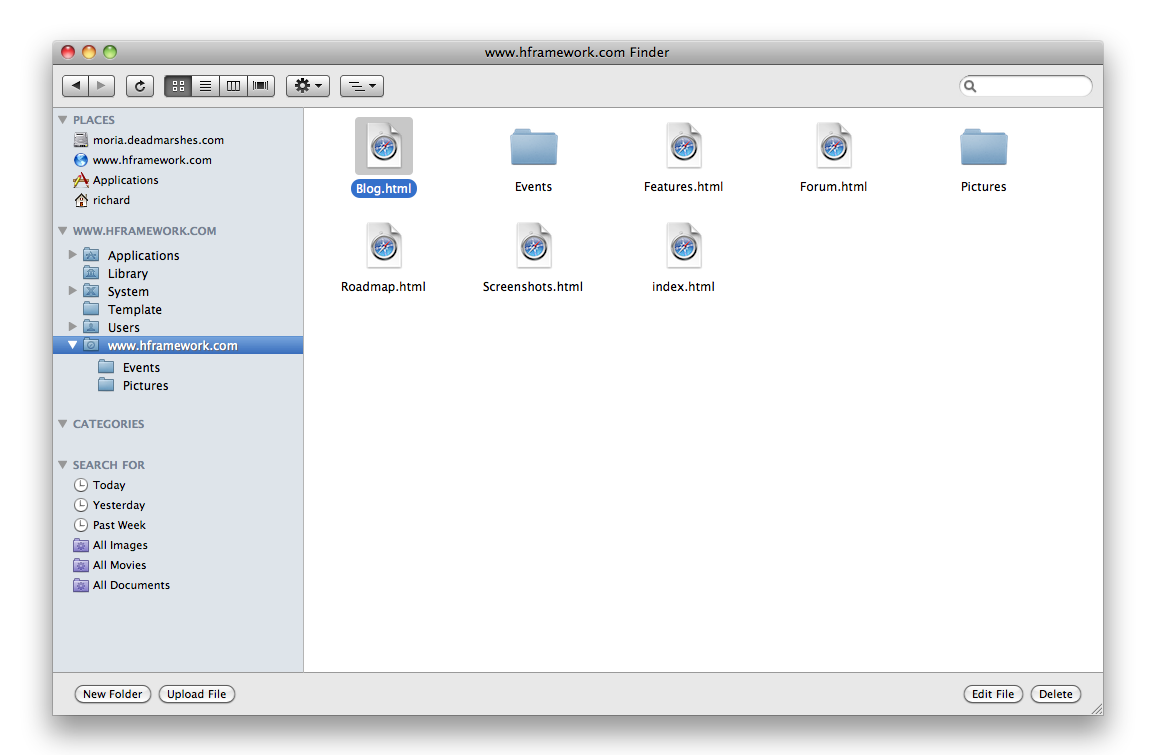 www.hframework.com Finder
PLACES
moria.deadmarshes.com
www.hframework.com
Applications
richard
WWW.HFRAMEWORK.COM
Applications
Library
System
Template
Users
www.hframework.com
Events
Pictures
CATEGORIES
SEARCH FOR
Today
Yesterday
Past Week
All Images
All Movies
All Documents
Blog.html
Events
Features.html
Forum.html
Pictures
Roadmap.html
Screenshots.html
index.html
New Folder
Upload File
Edit File
Delete